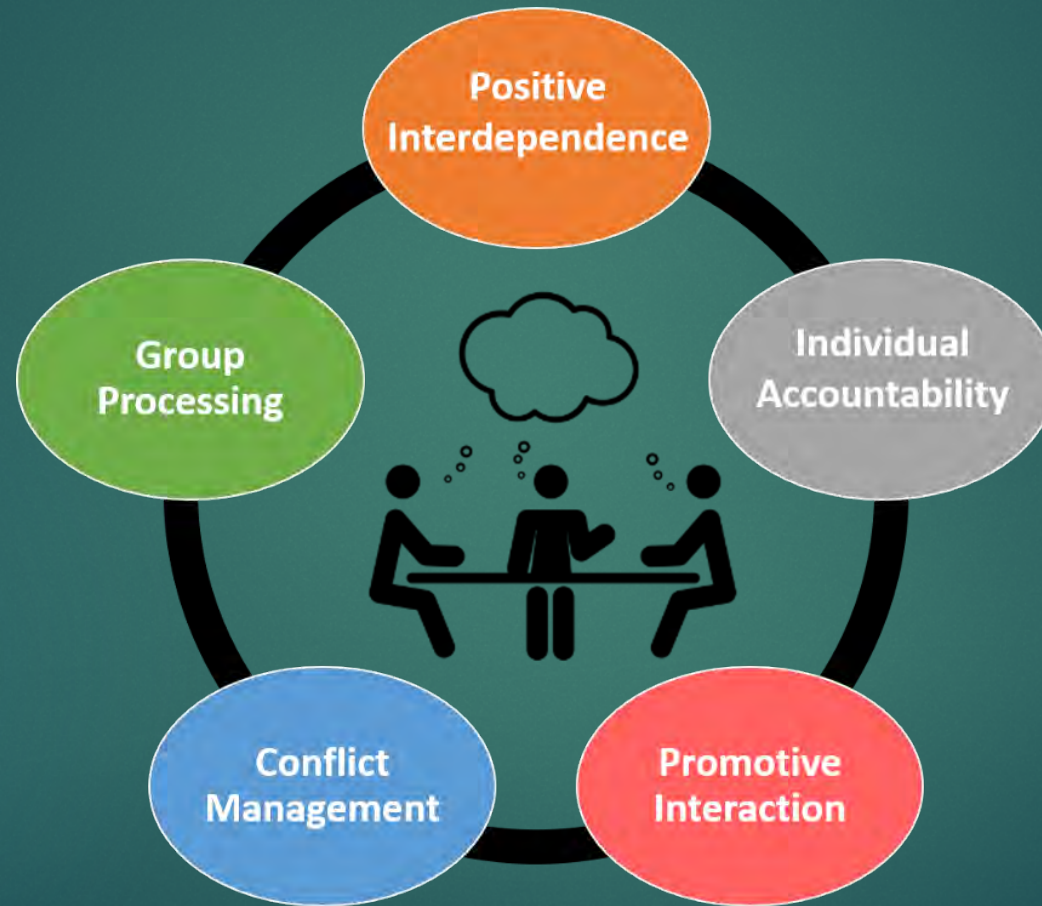 Positive
Interdependence
Individual
Accountability
Promotive
Interaction
Conflict
Management
Group
Processing